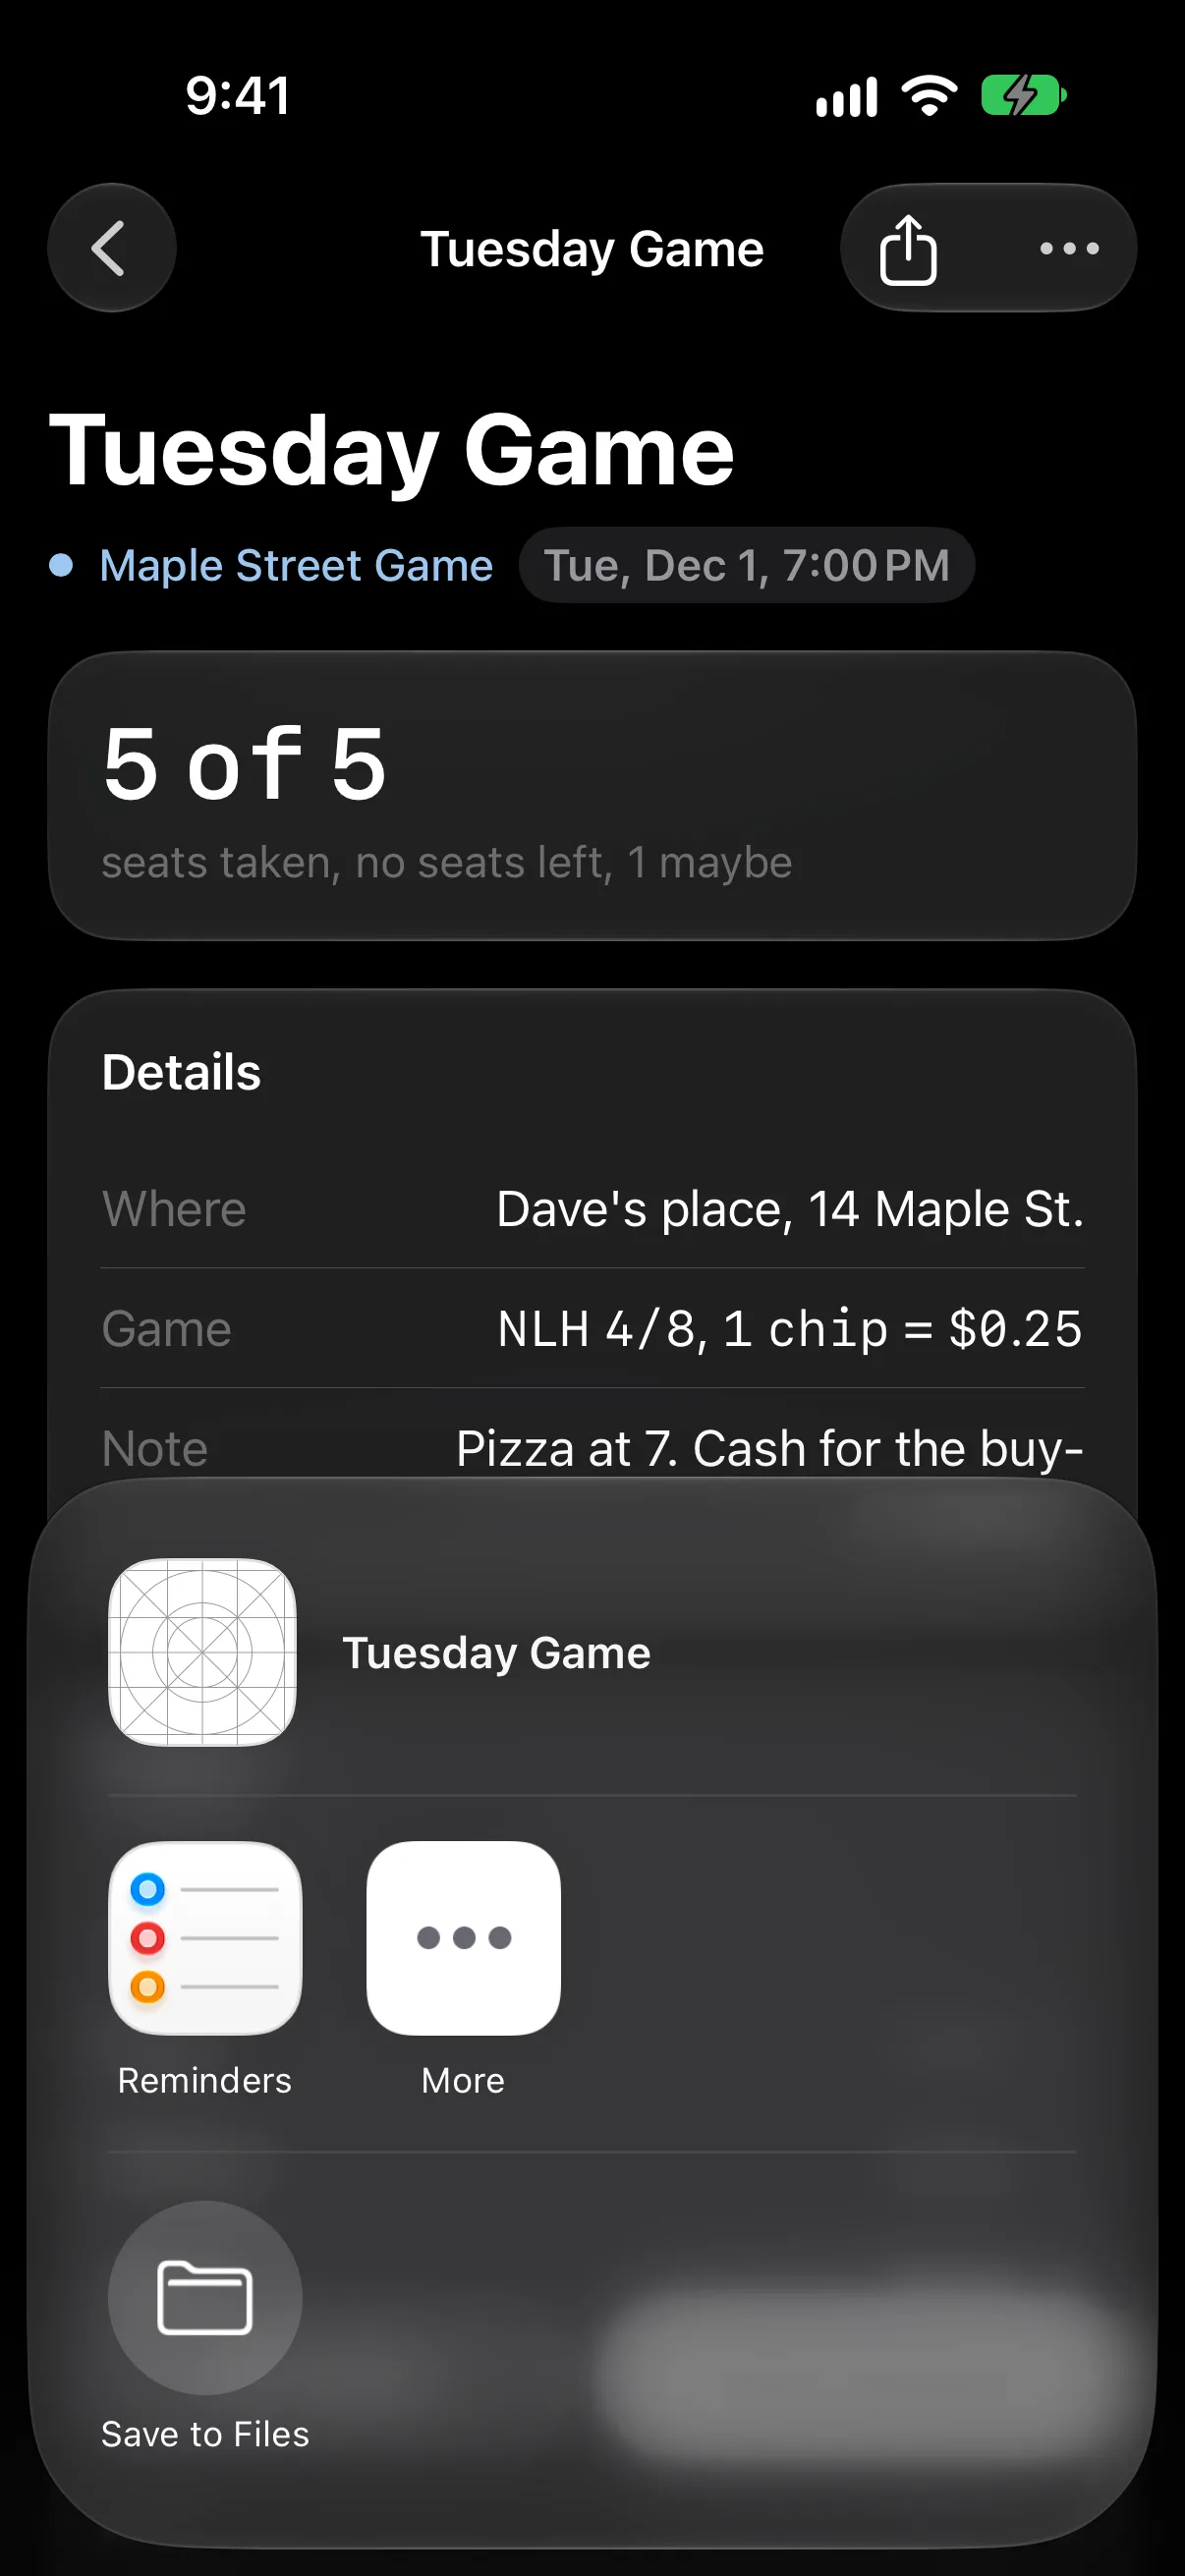 9:41
Tuesday Game
Tuesday Game
Maple Street Game Tue, Dec 1, 7:00 PM
5 of 5
seats taken, no seats left, 1 maybe
Details
Where Dave's place, 14 Maple St.
Game NLH 4/8, 1 chip = $0.25
Note Pizza at 7. Cash for the buy-
Tuesday Game
Reminders More
Save to Files